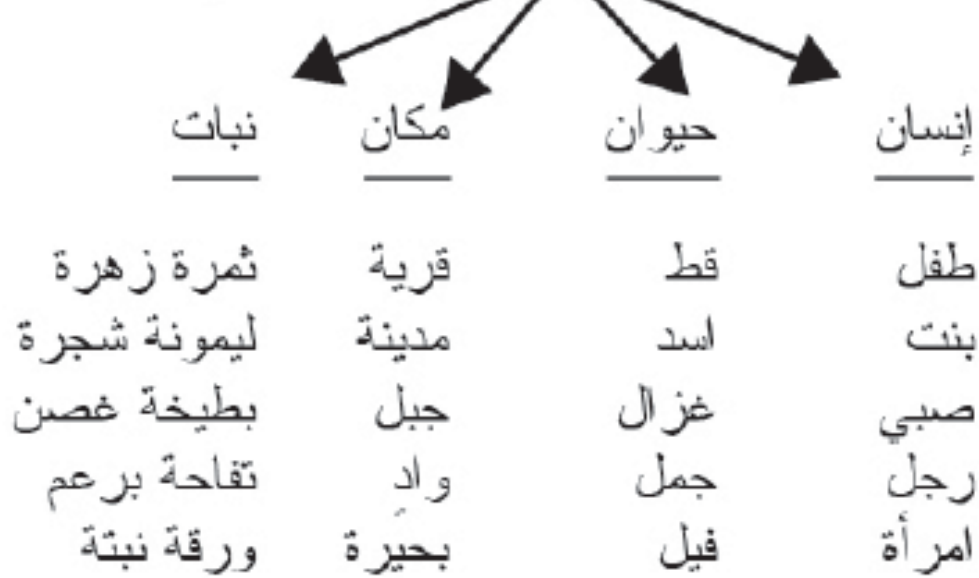 إنسان حيوان مكان نبات
طفل قط قرية ثمرة زهرة
بنت اسد مدينة ليمونة شجرة
صبي غزال جبل بطيخة غصن
رجل جمل وادٍ تفاحة برعم
امرأة فيل بحيرة ورقة نبتة